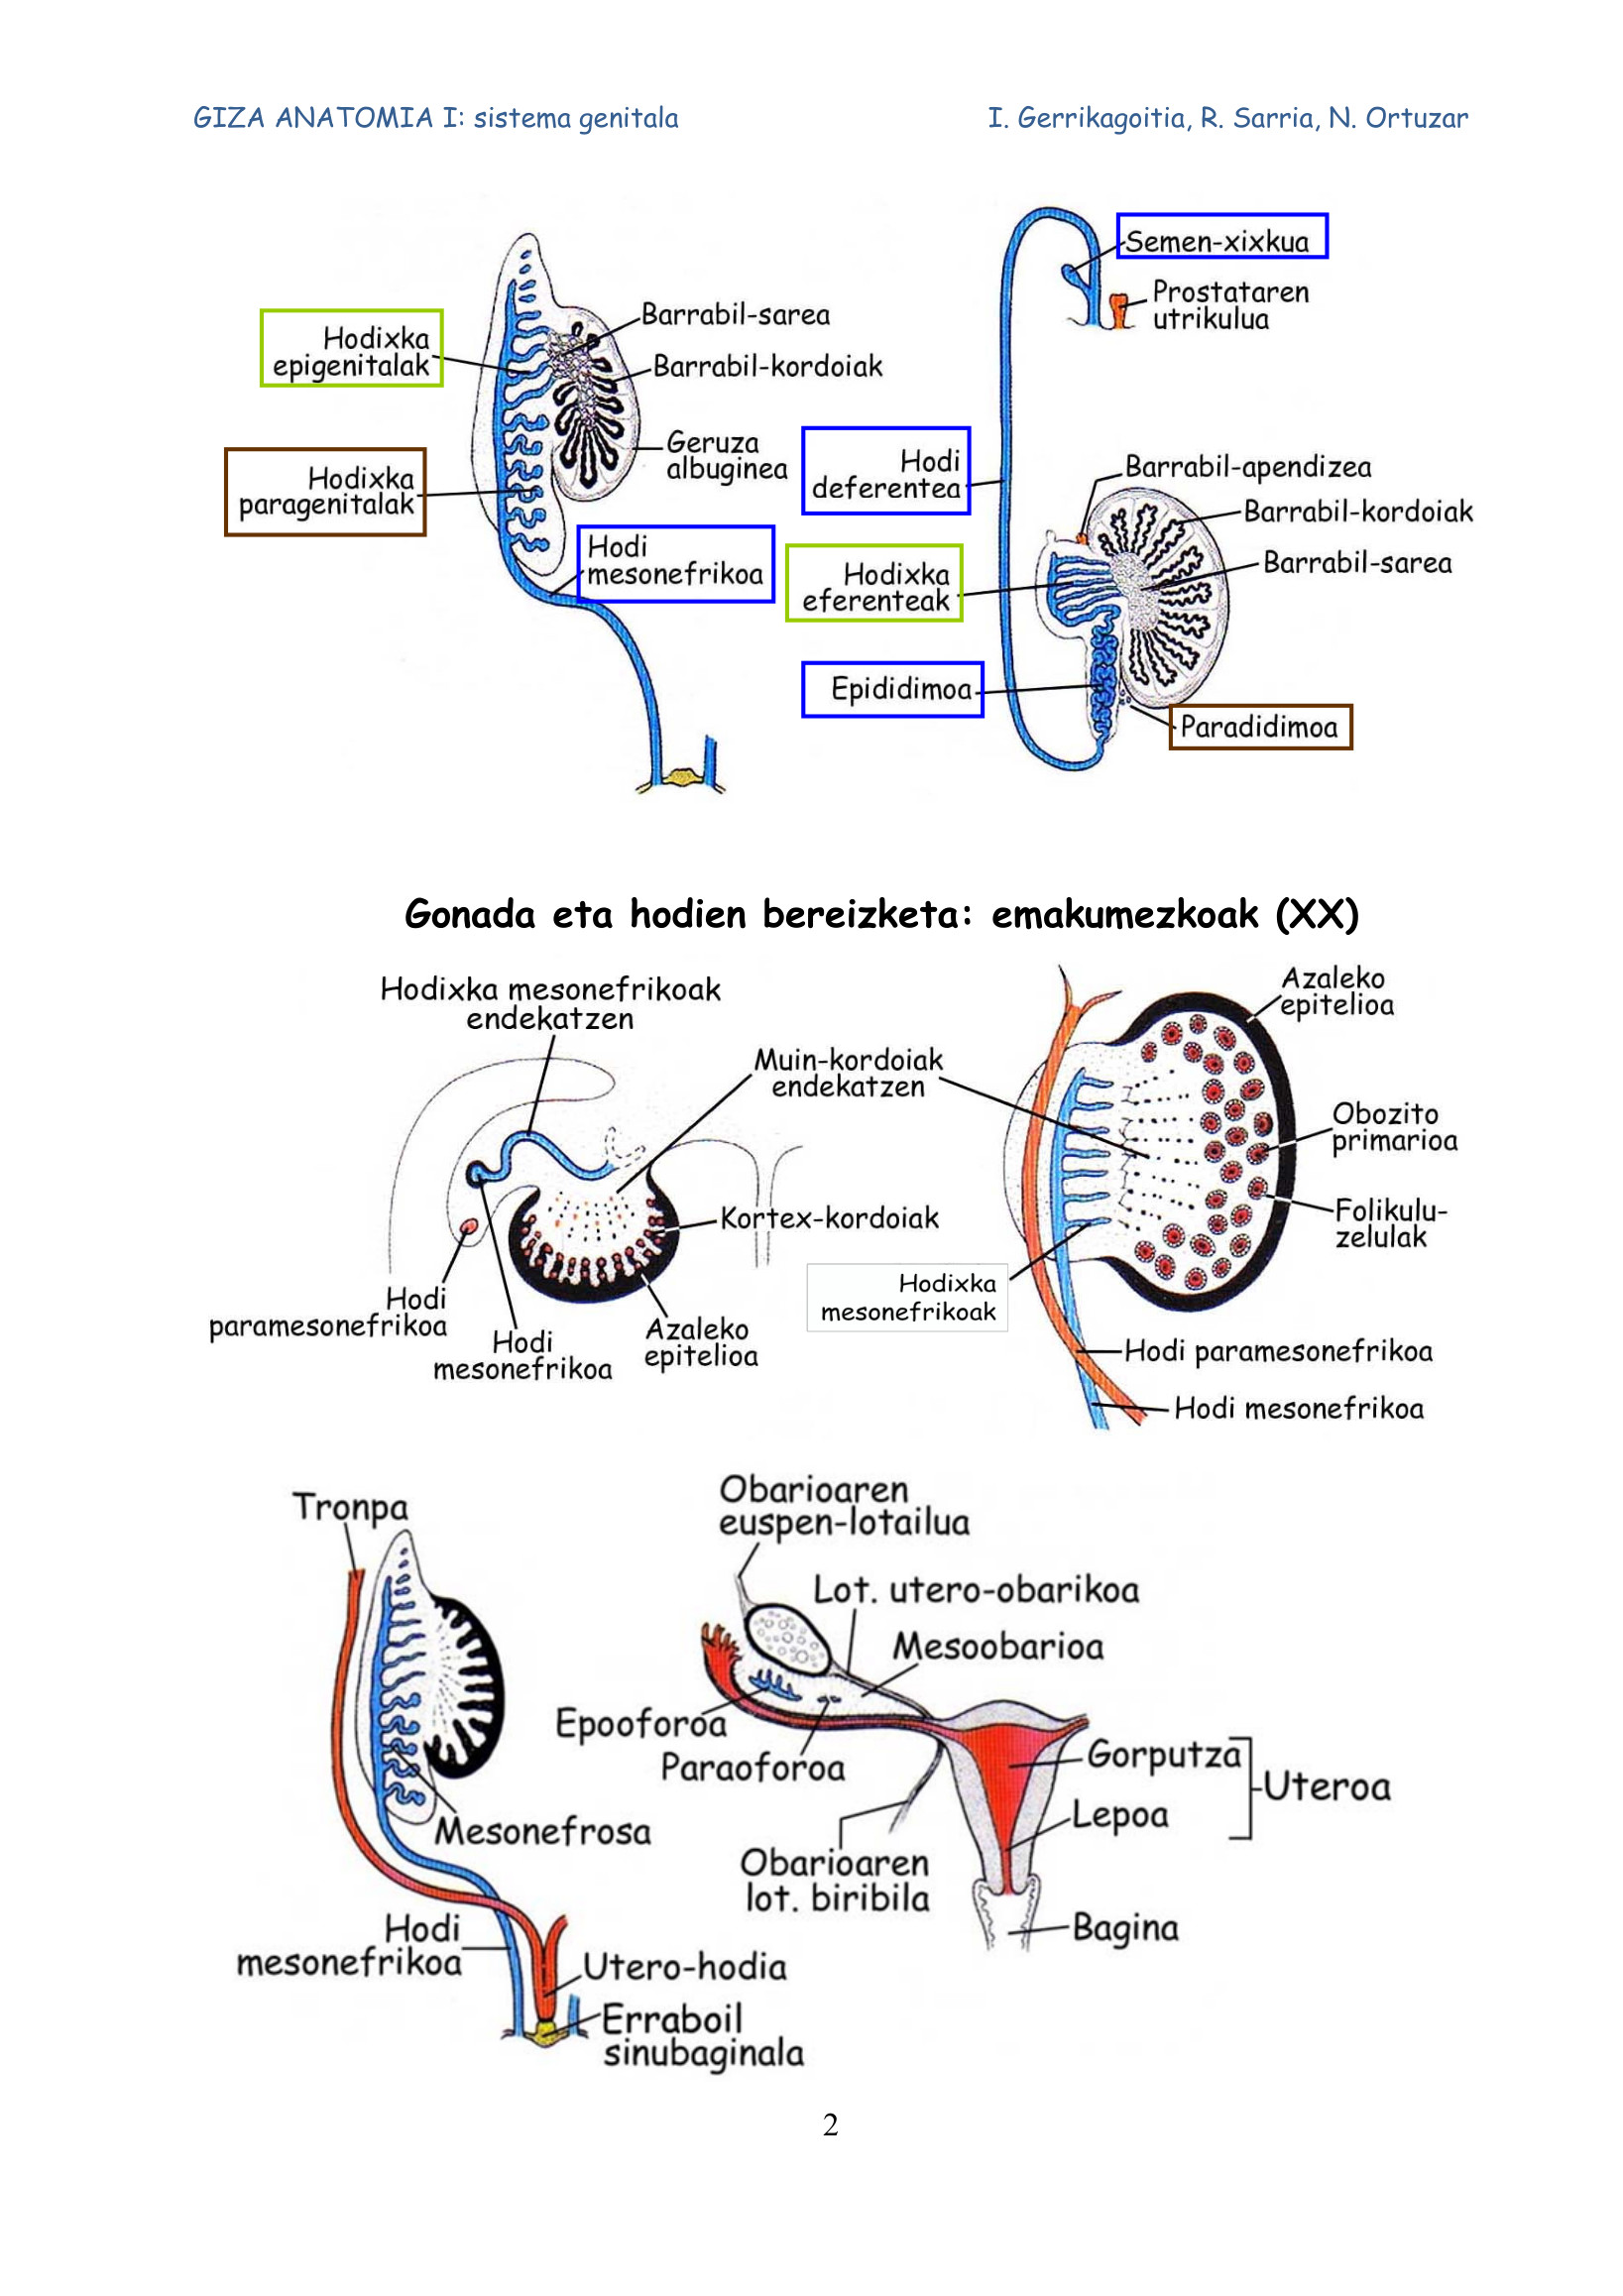 GIZA ANATOMIA I: sistema genitala
I. Gerrikagoitia, R. Sarria, N. Ortuzar
Hodixka
epigenitalak
Barrabil-sarea
Barrabil-kordoiak
Geruza
albuginea
Hodixka
paragenitalak
Hodi
mesonefrikoa
Semen-xixkua
Prostataren
utrikulua
Hodi
deferentea
Barrabil-apendizea
Barrabil-kordoiak
Barrabil-sarea
Hodixka
eferenteak
Epididimoa
Paradidimoa
Gonada eta hodien bereizketa: emakumezkoak (XX)
Hodixka mesonefrikoak
endekatzen
Muin-kordoiak
endekatzen
Kortex-kordoiak
Hodi
paramesonefrikoa
Hodi
mesonefrikoa
Azaleko
epitelioa
Azaleko
epitelioa
Obozito
primarioa
Folikulu-
zelulak
Hodixka
mesonefrikoak
Hodi paramesonefrikoa
Hodi mesonefrikoa
Tronpa
Mesonefrosa
Hodi
mesonefrikoa
Utero-hodia
Erraboil
sinubaginala
Obarioaren
euspen-lotailua
Lot. utero-obarikoa
Mesoobarioa
Epooforoa
Paraoforoa
Gorputza
Uteroa
Lepoa
Obarioaren
lot. biribila
Bagina
2